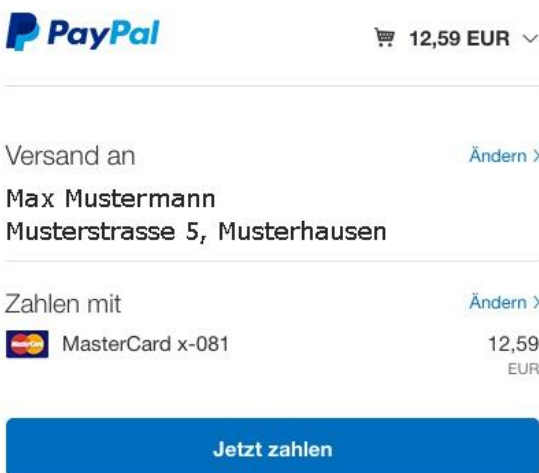 PayPal
12,59 EUR
Versand an
Ändern
Max Mustermann
Musterstrasse 5, Musterhausen
Zahlen mit
Ändern
MasterCard
MasterCard x-081
12,59
EUR
Jetzt zahlen